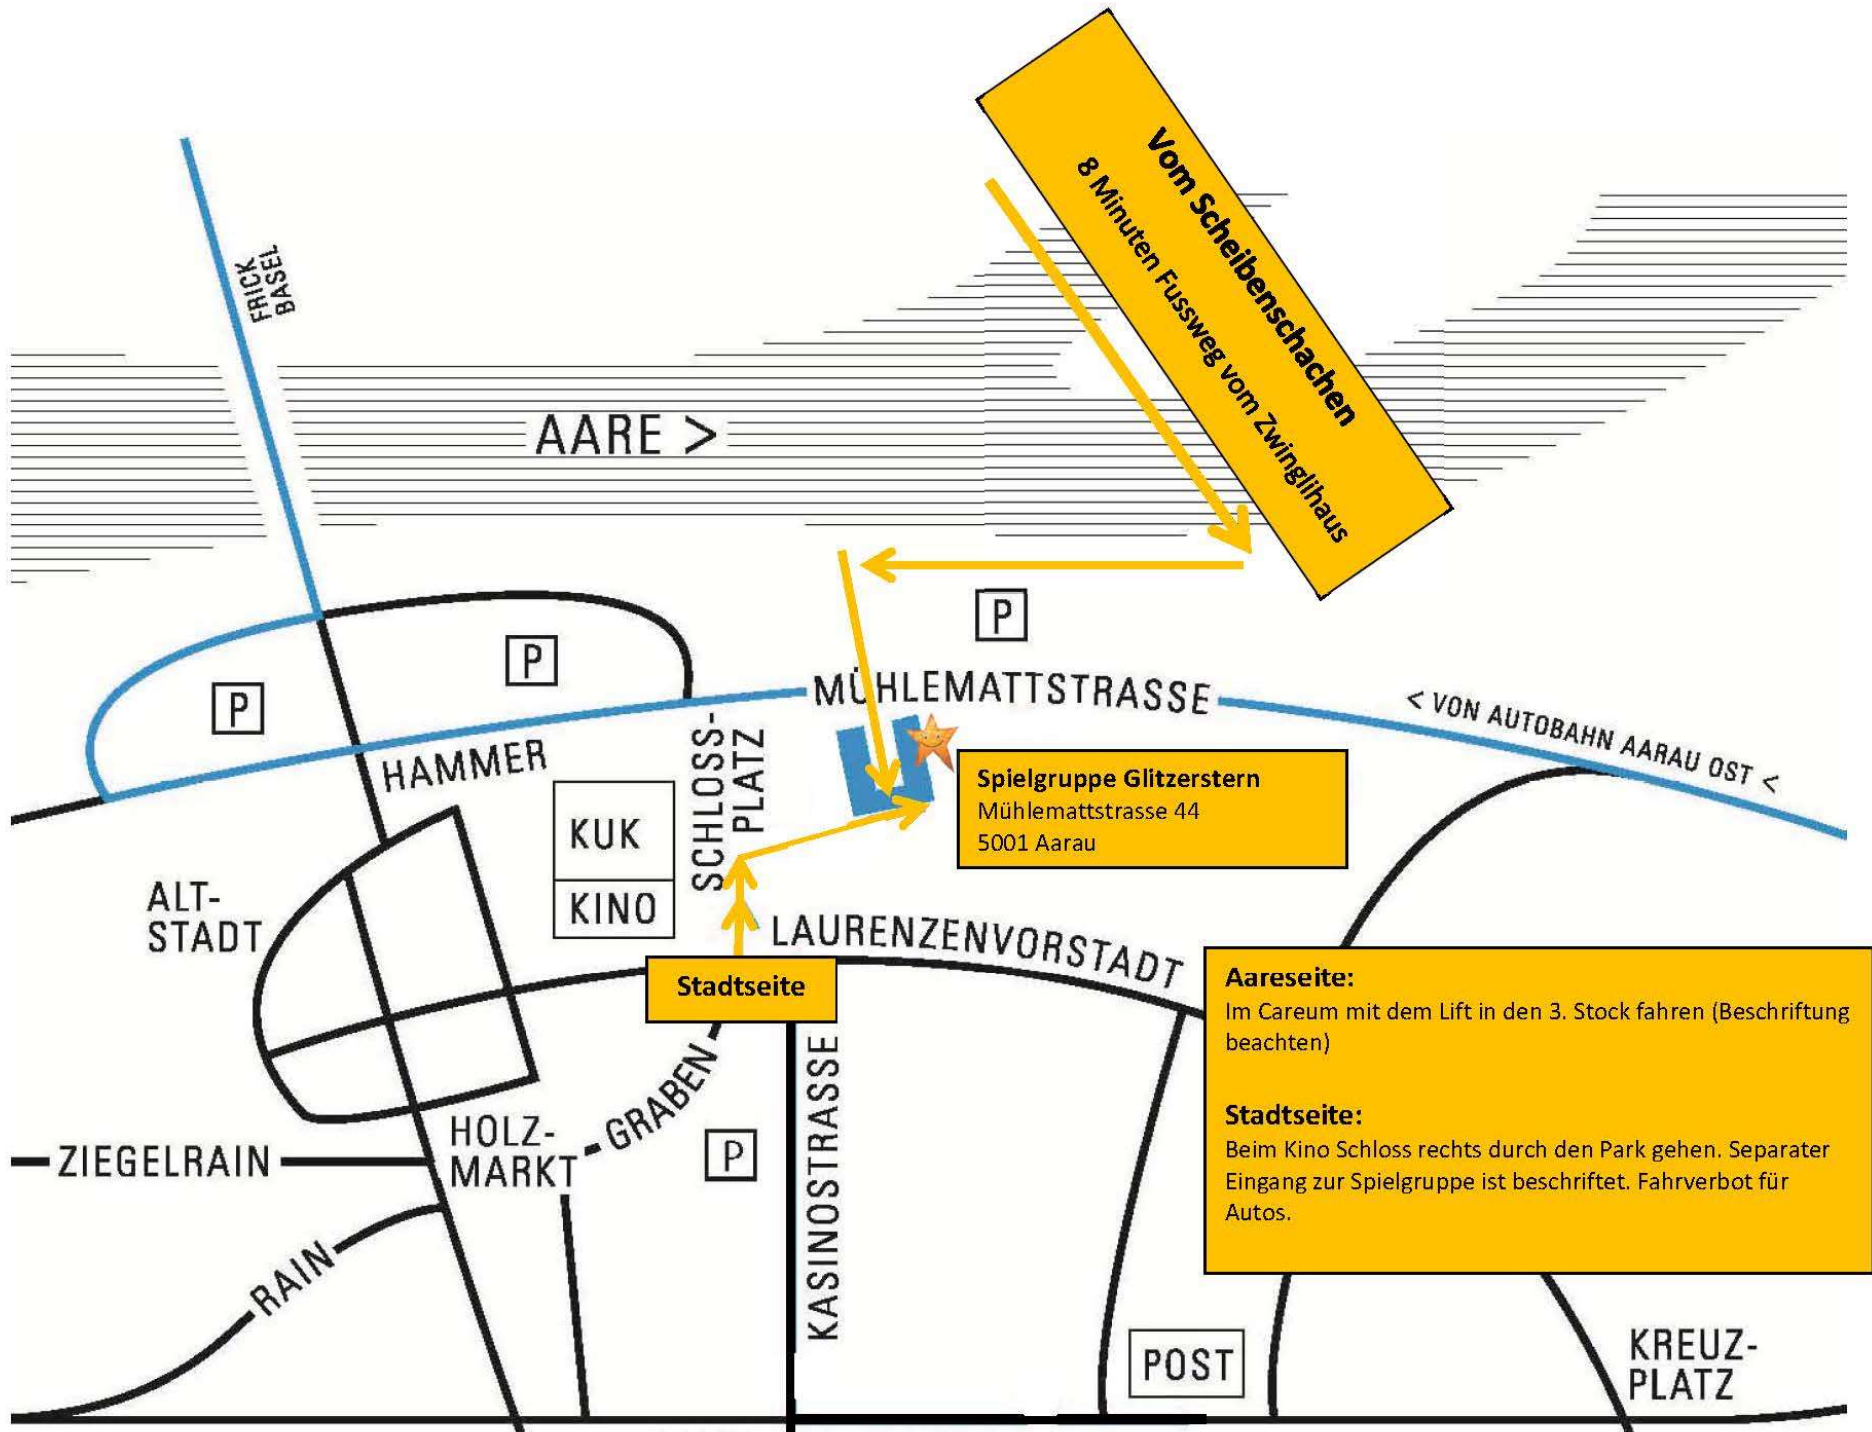 Vom Scheibenschachen
8 Minuten Fussweg vom Zwinglihaus
FRICK
BASEL
AARE >
P
P
P
MÜHLEMATTSTRASSE
< VON AUTOBAHN AARAU OST <
HAMMER
SCHLOSS-
PLATZ
Spielgruppe Glitzerstern
Mühlemattstrasse 44
5001 Aarau
KUK
KINO
ALT-
STADT
LAURENZENVORSTADT
Stadtseite
Aareseite:
Im Careum mit dem Lift in den 3. Stock fahren (Beschriftung
beachten)
Stadtseite:
Beim Kino Schloss rechts durch den Park gehen. Separater
Eingang zur Spielgruppe ist beschriftet. Fahrverbot für
Autos.
GRABEN
HOLZ-
MARKT
ZIEGELRAIN
P
KASINOSTRASSE
RAIN
POST
KREUZ-
PLATZ